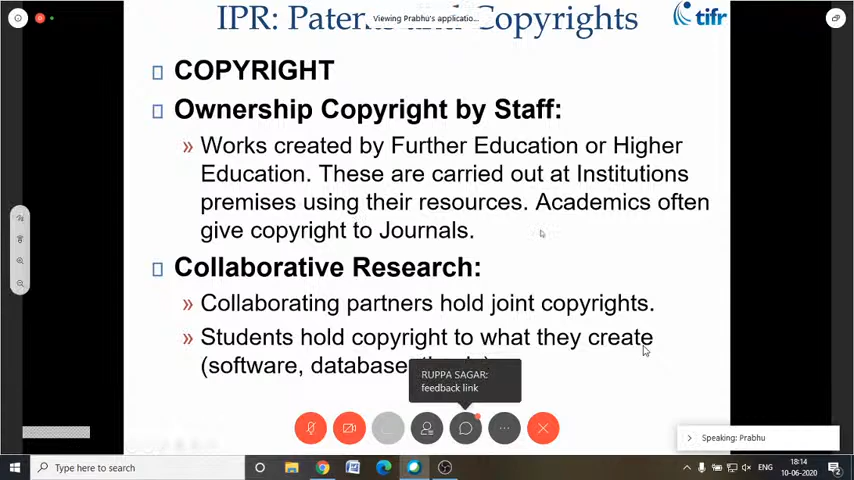 IPR: Patents and Copyrights
Viewing Prabhu's applicatio...
tifr
COPYRIGHT
Ownership Copyright by Staff:
» Works created by Further Education or Higher
Education. These are carried out at Institutions
premises using their resources. Academics often
give copyright to Journals.
Collaborative Research:
» Collaborating partners hold joint copyrights.
» Students hold copyright to what they create
(software, database
RUPPA SAGAR:
feedback link
Speaking: Prabhu
Type here to search
ENG
18:14
10-06-2020
2